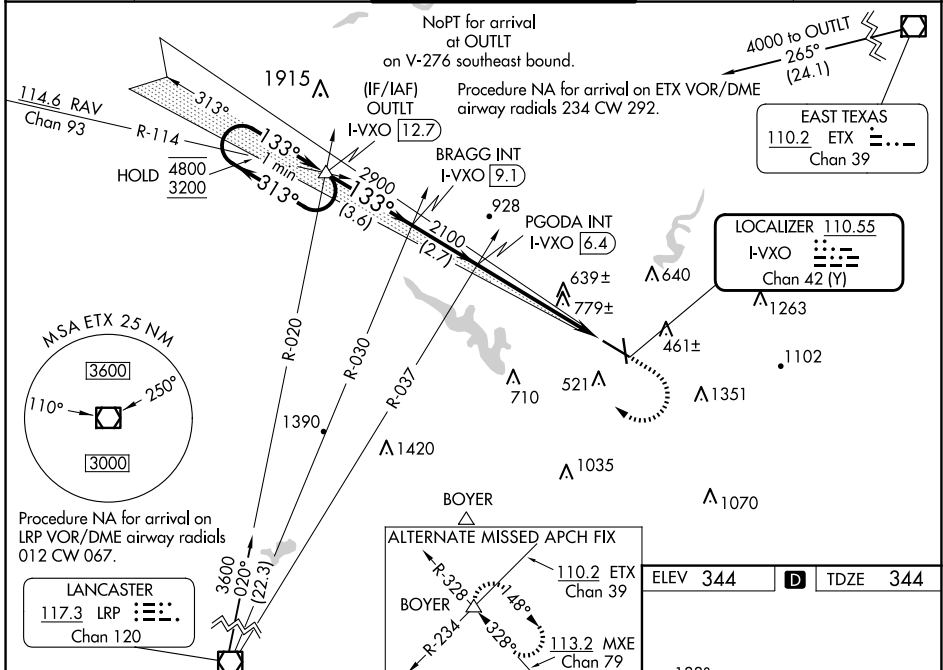 NoPT for arrival
at OUTLT
on V-276 southeast bound.
4000 to OUTLT
265°
(24.1)
1915
(IF/IAF)
OUTLT
I-VXO 12.7
Procedure NA for arrival on ETX VOR/DME
airway radials 234 CW 292.
EAST TEXAS
110.2 ETX
Chan 39
114.6 RAV
Chan 93
R-114
313°
133°
1 min
313°
HOLD
4800
3200
BRAGG INT
I-VXO 9.1
2900
133°
(3.6)
928
2100
(2.7)
PGODA INT
I-VXO 6.4
LOCALIZER 110.55
I-VXO
Chan 42 (Y)
639±
640
779±
1263
461±
1102
MSA ETX 25 NM
3600
110°
250°
3000
R-020
R-030
R-037
710
521
1351
1390
1420
1035
1070
Procedure NA for arrival on
LRP VOR/DME airway radials
012 CW 067.
3600
020°
(22.3)
LANCASTER
117.3 LRP
Chan 120
BOYER
ALTERNATE MISSED APCH FIX
R-328
110.2 ETX
Chan 39
BOYER
148°
328°
R-234
113.2 MXE
Chan 79
ELEV 344
D
TDZE 344